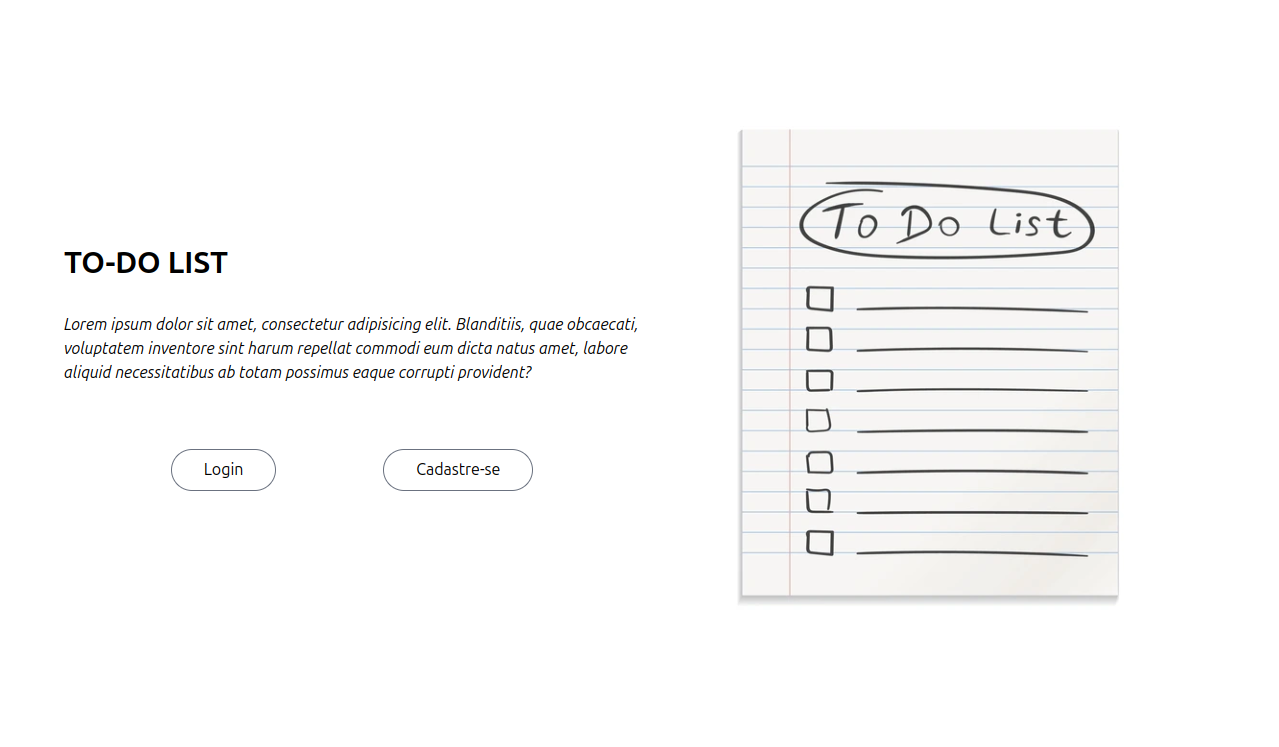 TO-DO LIST
Lorem ipsum dolor sit amet, consectetur adipisicing elit. Blanditiis, quae obcaecati,
voluptatem inventore sint harum repellat commodi eum dicta natus amet, labore
aliquid necessitatibus ab totam possimus eaque corrupti provident?
Login
Cadastre-se
To Do List